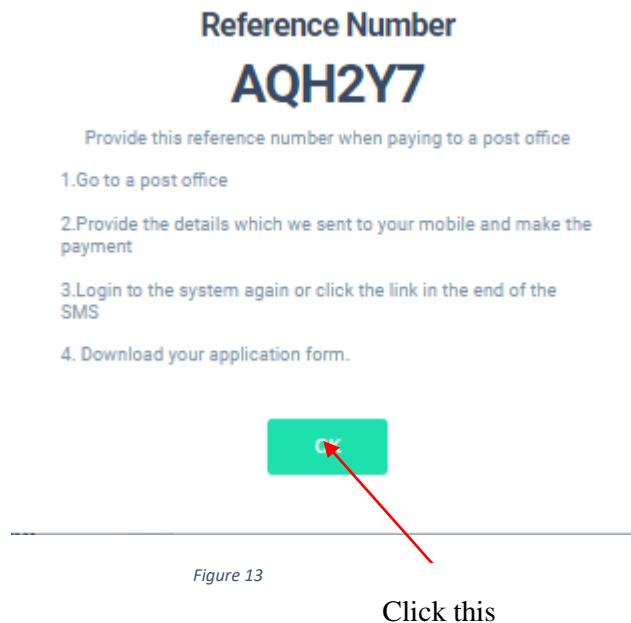 Reference Number
AQH2Y7
Provide this reference number when paying to a post office
1.Go to a post office
2.Provide the details which we sent to your mobile and make the
payment
3.Login to the system again or click the link in the end of the
SMS
4. Download your application form.
OK
Figure 13
Click this